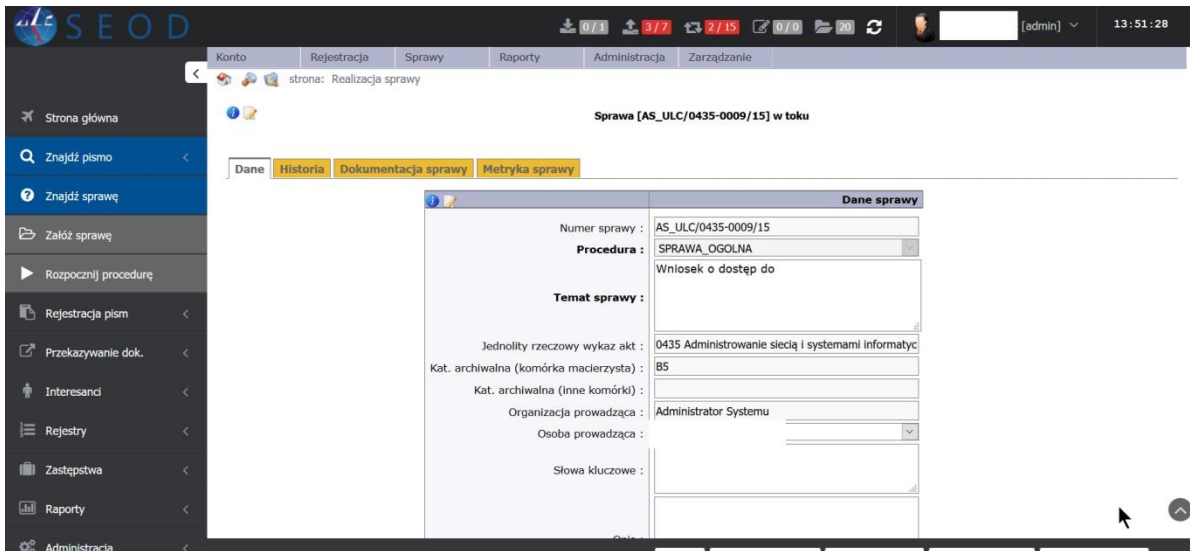 ulc SEOD
0/1 3/7 2/15 0/0 20 [admin] 13:51:28
Konto Rejestracja Sprawy Raporty Administracja Zarządzanie
strona: Realizacja sprawy
Strona główna
Znajdź pismo
Znajdź sprawę
Załóż sprawę
Rozpocznij procedurę
Rejestracja pism
Przekazywanie dok.
Interesanci
Rejestry
Zastępstwa
Raporty
Administracja
Sprawa [AS_ULC/0435-0009/15] w toku
Dane Historia Dokumentacja sprawy Metryka sprawy
Dane sprawy
Numer sprawy : AS_ULC/0435-0009/15
Procedura : SPRAWA_OGOLNA
Temat sprawy : Wniosek o dostęp do
Jednolity rzeczowy wykaz akt : 0435 Administrowanie siecią i systemami informatyc
Kat. archiwalna (komórka macierzysta) : B5
Kat. archiwalna (inne komórki) :
Organizacja prowadząca : Administrator Systemu
Osoba prowadząca :
Słowa kluczowe :